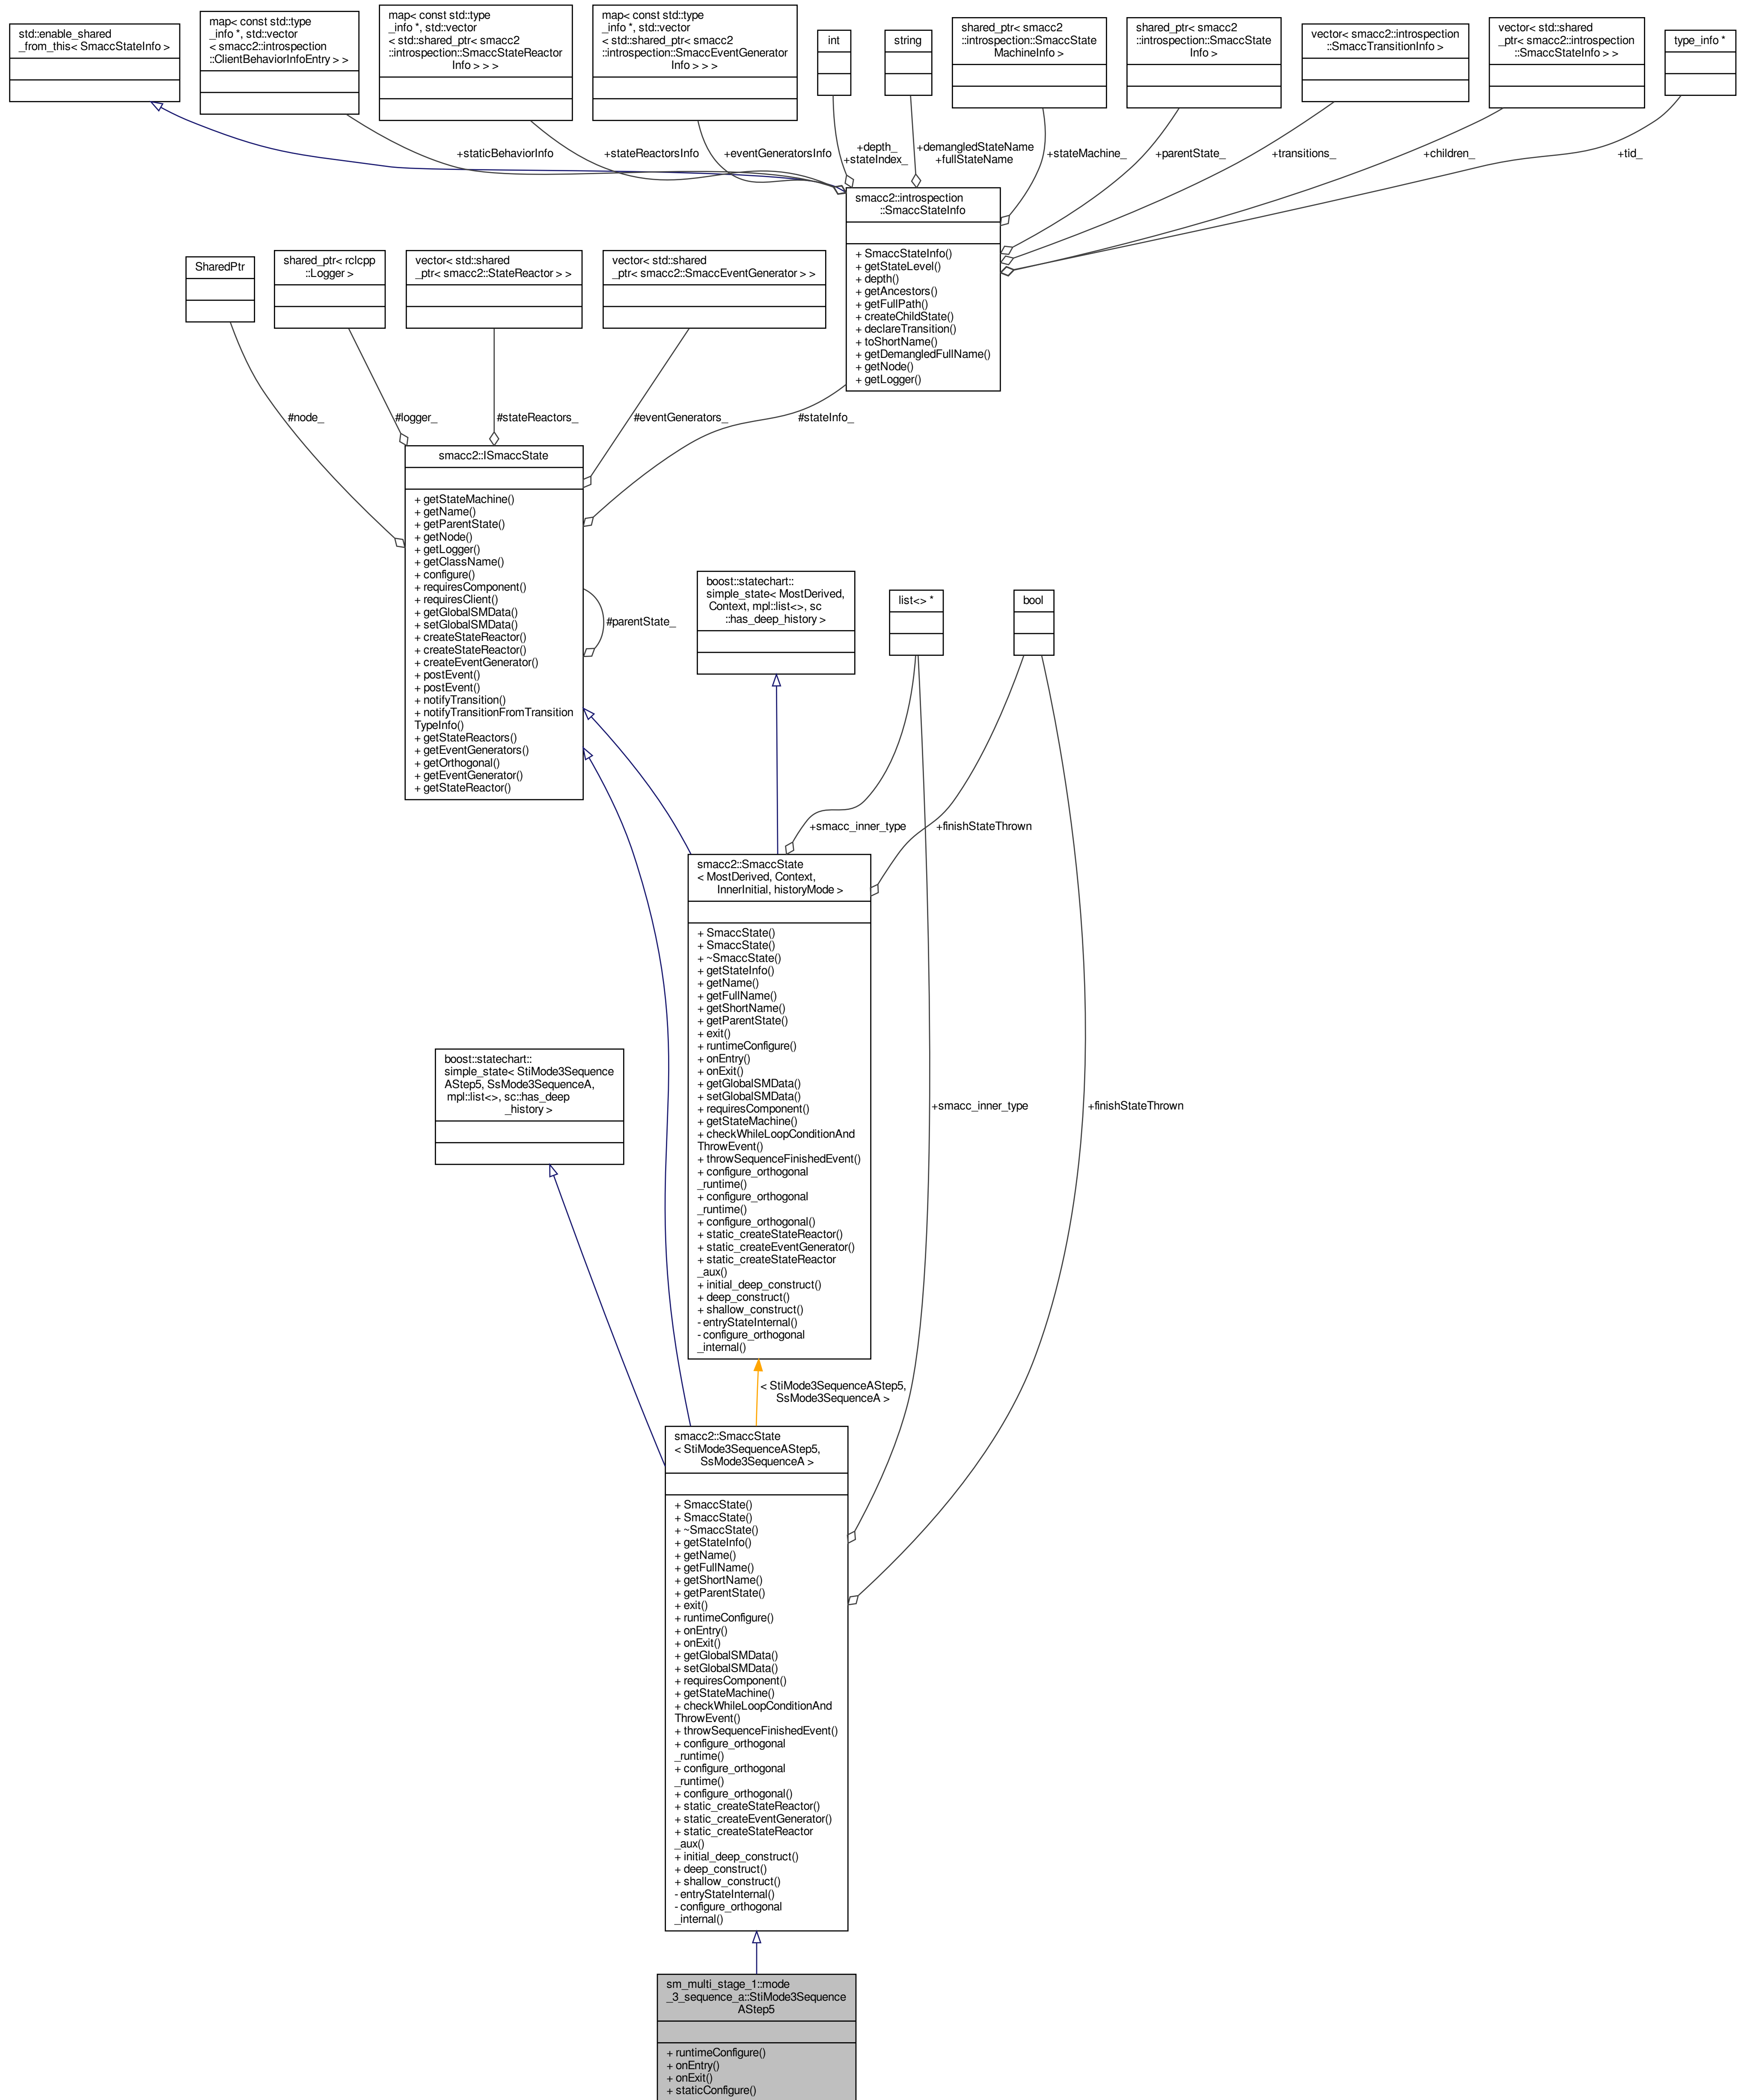 std::enable_shared
_from_this< SmaccStateInfo >
map< const std::type
_info *, std::vector
< smacc2::introspection
::ClientBehaviorInfoEntry > >
map< const std::type
_info *, std::vector
< std::shared_ptr< smacc2
::introspection::SmaccStateReactor
Info > > >
map< const std::type
_info *, std::vector
< std::shared_ptr< smacc2
::introspection::SmaccEventGenerator
Info > > >
int
string
shared_ptr< smacc2
::introspection::SmaccState
MachineInfo >
shared_ptr< smacc2
::introspection::SmaccState
Info >
vector< smacc2::introspection
::SmaccTransitionInfo >
vector< std::shared
_ptr< smacc2::introspection
::SmaccStateInfo > >
type_info *
+staticBehaviorInfo
+stateReactorsInfo
+eventGeneratorsInfo
+depth_
+stateIndex_
+demangledStateName
+fullStateName
+stateMachine_
+parentState_
+transitions_
+children_
+tid_
smacc2::introspection
::SmaccStateInfo
+ SmaccStateInfo()
+ getStateLevel()
+ depth()
+ getAncestors()
+ getFullPath()
+ createChildState()
+ declareTransition()
+ toShortName()
+ getDemangledFullName()
+ getNode()
+ getLogger()
SharedPtr
shared_ptr< rclcpp
::Logger >
vector< std::shared
_ptr< smacc2::StateReactor > >
vector< std::shared
_ptr< smacc2::SmaccEventGenerator > >
#node_
#logger_
#stateReactors_
#eventGenerators_
#stateInfo_
smacc2::ISmaccState
+ getStateMachine()
+ getName()
+ getParentState()
+ getNode()
+ getLogger()
+ getClassName()
+ configure()
+ requiresComponent()
+ requiresClient()
+ getGlobalSMData()
+ setGlobalSMData()
+ createStateReactor()
+ createStateReactor()
+ createEventGenerator()
+ postEvent()
+ postEvent()
+ notifyTransition()
+ notifyTransitionFromTransition
TypeInfo()
+ getStateReactors()
+ getEventGenerators()
+ getOrthogonal()
+ getEventGenerator()
+ getStateReactor()
#parentState_
boost::statechart::
simple_state< MostDerived,
Context, mpl::list<>, sc
::has_deep_history >
list<> *
bool
+smacc_inner_type
+finishStateThrown
smacc2::SmaccState
< MostDerived, Context,
InnerInitial, historyMode >
+ SmaccState()
+ SmaccState()
+ ~SmaccState()
+ getStateInfo()
+ getName()
+ getFullName()
+ getShortName()
+ getParentState()
+ exit()
+ runtimeConfigure()
+ onEntry()
+ onExit()
+ getGlobalSMData()
+ setGlobalSMData()
+ requiresComponent()
+ getStateMachine()
+ checkWhileLoopConditionAnd
ThrowEvent()
+ throwSequenceFinishedEvent()
+ configure_orthogonal
_runtime()
+ configure_orthogonal
_runtime()
+ configure_orthogonal()
+ static_createStateReactor()
+ static_createEventGenerator()
+ static_createStateReactor
_aux()
+ initial_deep_construct()
+ deep_construct()
+ shallow_construct()
- entryStateInternal()
- configure_orthogonal
_internal()
boost::statechart::
simple_state< StiMode3Sequence
AStep5, SsMode3SequenceA,
mpl::list<>, sc::has_deep
_history >
+smacc_inner_type
+finishStateThrown
< StiMode3SequenceAStep5,
SsMode3SequenceA >
smacc2::SmaccState
< StiMode3SequenceAStep5,
SsMode3SequenceA >
+ SmaccState()
+ SmaccState()
+ ~SmaccState()
+ getStateInfo()
+ getName()
+ getFullName()
+ getShortName()
+ getParentState()
+ exit()
+ runtimeConfigure()
+ onEntry()
+ onExit()
+ getGlobalSMData()
+ setGlobalSMData()
+ requiresComponent()
+ getStateMachine()
+ checkWhileLoopConditionAnd
ThrowEvent()
+ throwSequenceFinishedEvent()
+ configure_orthogonal
_runtime()
+ configure_orthogonal
_runtime()
+ configure_orthogonal()
+ static_createStateReactor()
+ static_createEventGenerator()
+ static_createStateReactor
_aux()
+ initial_deep_construct()
+ deep_construct()
+ shallow_construct()
- entryStateInternal()
- configure_orthogonal
_internal()
sm_multi_stage_1::mode
_3_sequence_a::StiMode3Sequence
AStep5
+ runtimeConfigure()
+ onEntry()
+ onExit()
+ staticConfigure()